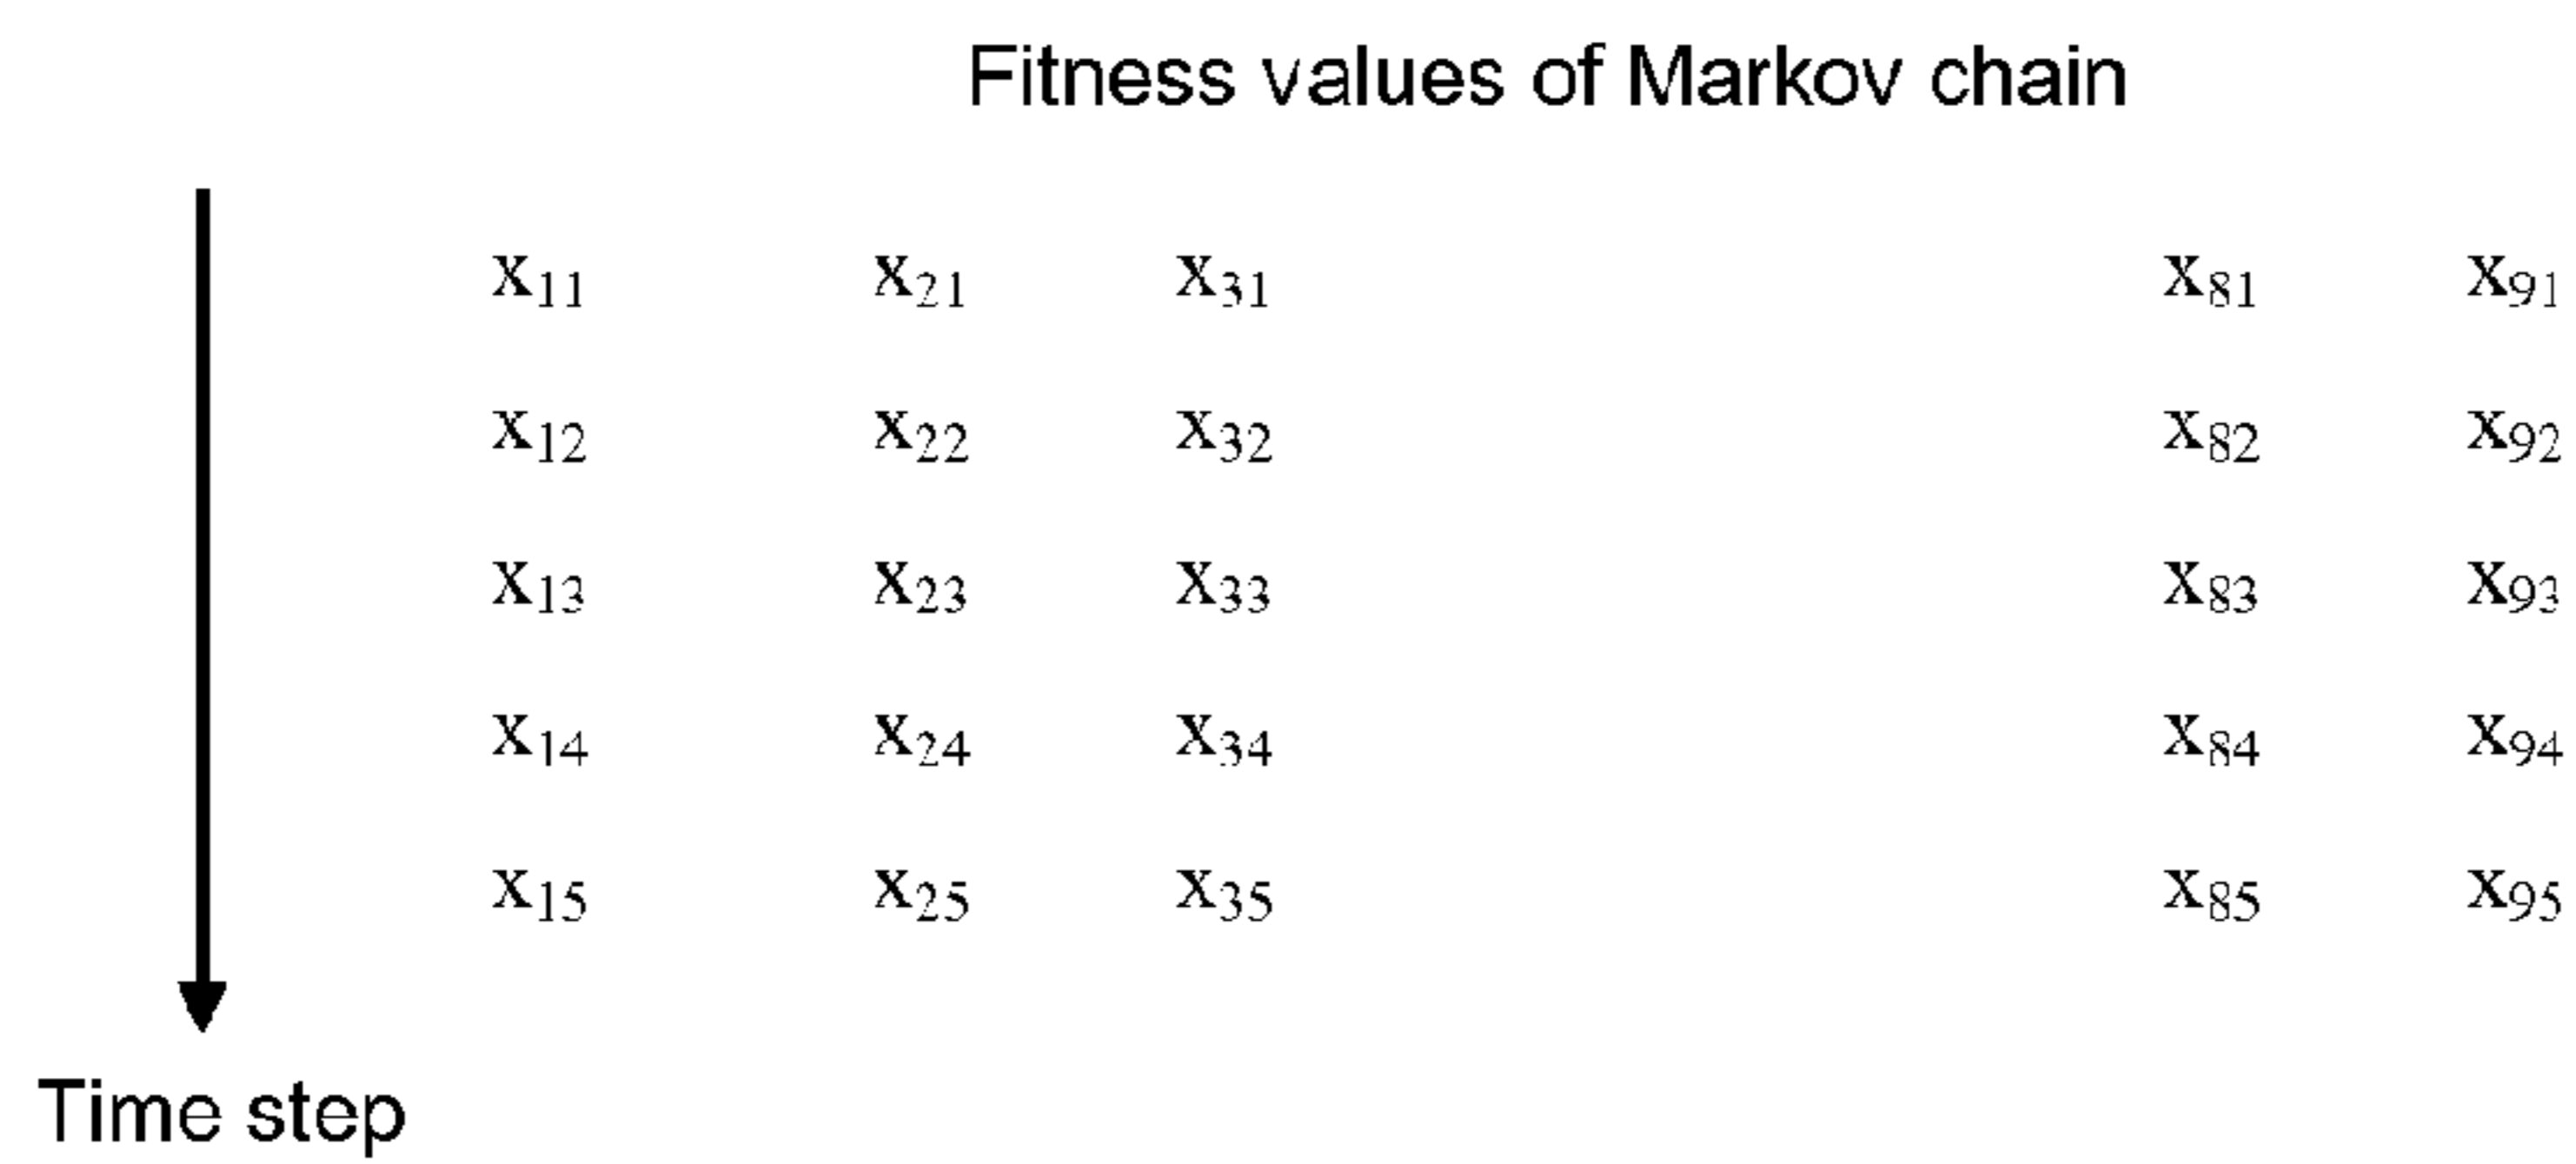 Fitness values of Markov chain
x11 x21 x31 x81 x91
x12 x22 x32 x82 x92
x13 x23 x33 x83 x93
x14 x24 x34 x84 x94
x15 x25 x35 x85 x95
Time step